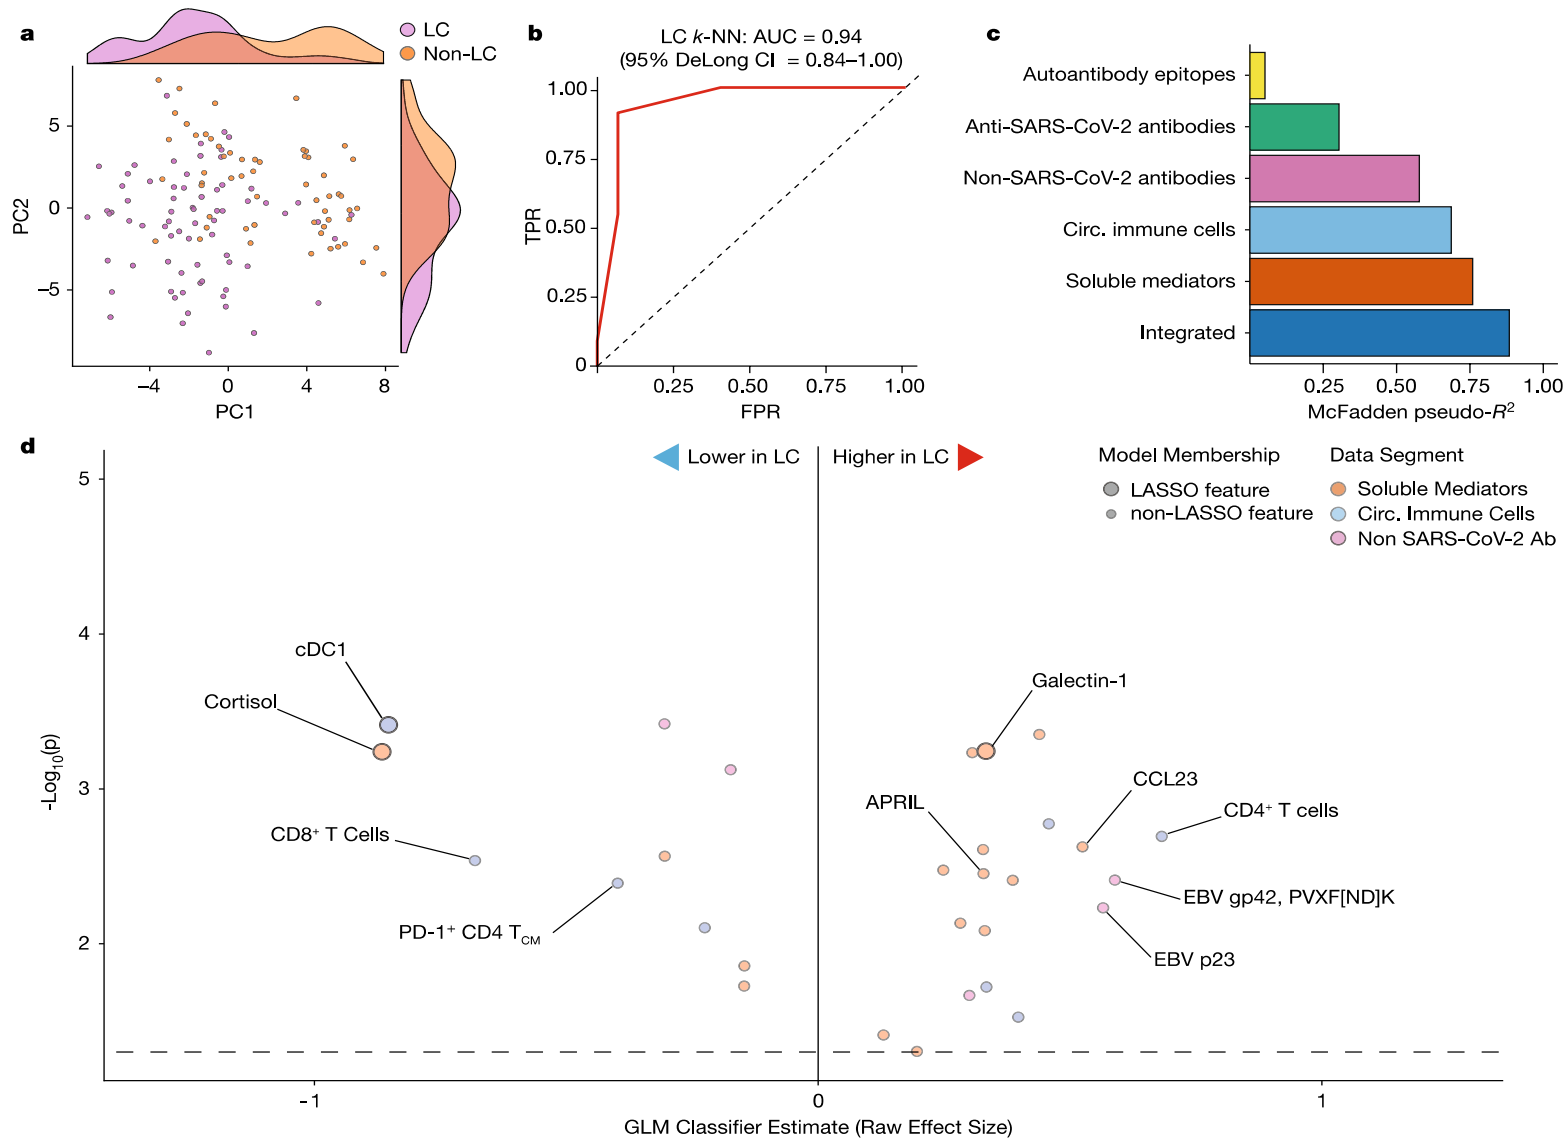 a
LC
Non-LC
PC2
5
0
−5
−4
0
4
8
PC1
b
LC k-NN: AUC = 0.94
(95% DeLong CI = 0.84–1.00)
TPR
1.00
0.75
0.50
0.25
0
0.25
0.50
0.75
1.00
FPR
c
Autoantibody epitopes
Anti-SARS-CoV-2 antibodies
Non-SARS-CoV-2 antibodies
Circ. immune cells
Soluble mediators
Integrated
0.25
0.50
0.75
1.00
McFadden pseudo-R²
d
Lower in LC
Higher in LC
Model Membership
LASSO feature
non-LASSO feature
Data Segment
Soluble Mediators
Circ. Immune Cells
Non SARS-CoV-2 Ab
-Log₁₀(p)
5
4
3
2
cDC1
Cortisol
CD8⁺ T Cells
PD-1⁺ CD4 T_CM
Galectin-1
APRIL
CCL23
CD4⁺ T cells
EBV gp42, PVXF[ND]K
EBV p23
-1
0
1
GLM Classifier Estimate (Raw Effect Size)